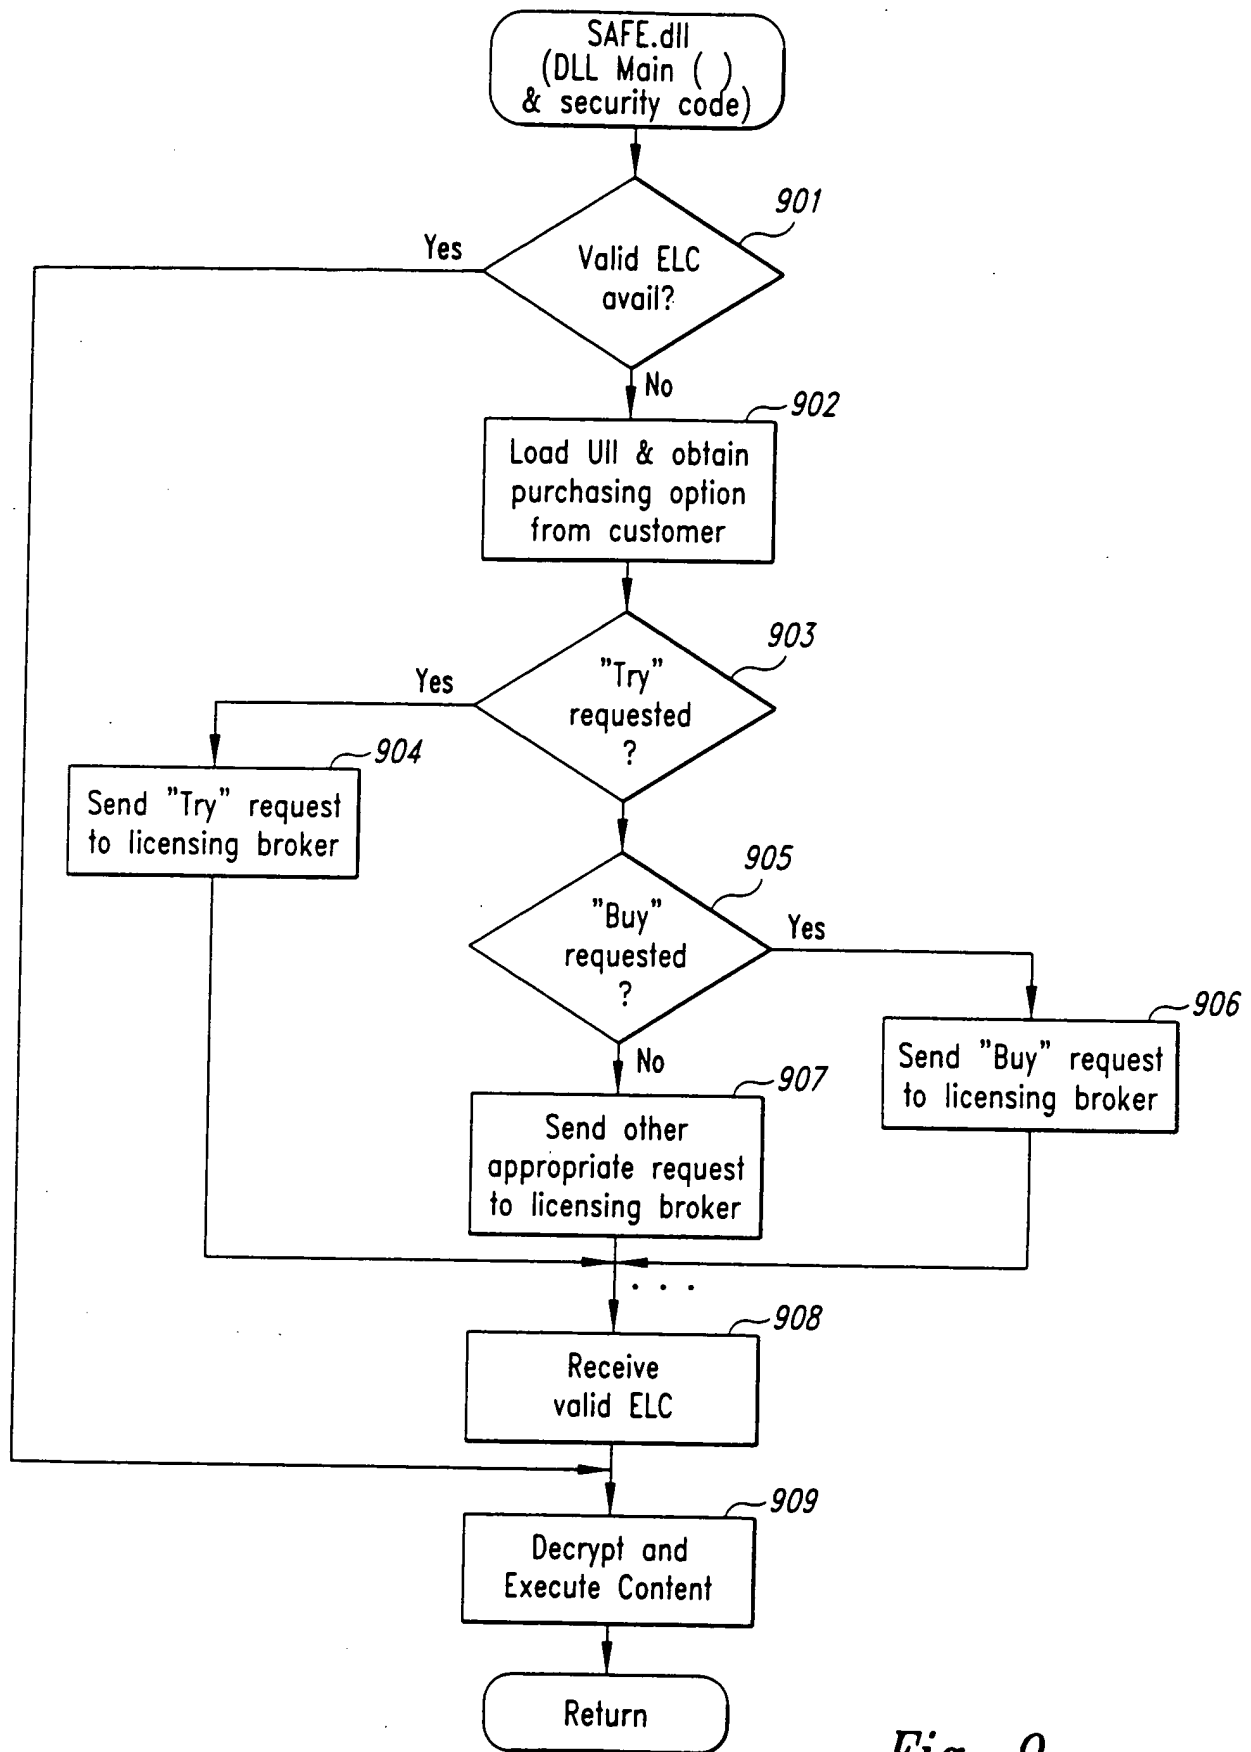 SAFE.dll
(DLL Main ( )
& security code)
901
Yes
Valid ELC
avail?
No
902
Load UII & obtain
purchasing option
from customer
903
Yes
"Try"
requested
?
904
Send "Try" request
to licensing broker
905
"Buy"
requested
?
Yes
906
No
Send "Buy" request
to licensing broker
907
Send other
appropriate request
to licensing broker
. . .
908
Receive
valid ELC
909
Decrypt and
Execute Content
Return
Fig. 9